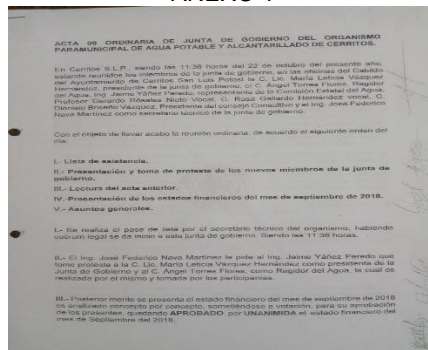 ACTA 09 ORDINARIA DE JUNTA DE GOBIERNO DEL ORGANISMO
PARAMUNICIPAL DE AGUA POTABLE Y ALCANTARILLADO DE CERRITOS.
En Cerritos S.L.P., siendo las 11:38 horas del 22 de octubre del presente año,
estando reunidos los miembros de la junta de gobierno, en las oficinas del Cabildo
del Ayuntamiento de Cerritos San Luis Potosí la C. Lic. María Leticia Vázquez
Hernández, presidente de la junta de gobierno, el C. Ángel Torres Flores, Regidor
del Agua, Ing. Jaime Yáñez Peredo, representante de la Comisión Estatal del Agua,
Profesor Gerardo Rosales Nieto Vocal, C. Rosa Gallardo Hernández vocal, C.
Dionisio Briseño Vázquez, Presidente del consejo Consultivo y el Ing. José Federico
Nava Martínez como secretario técnico de la junta de gobierno.
Con el objeto de llevar acabo la reunión ordinaria, de acuerdo al siguiente orden del
día.
I.- Lista de asistencia.
II.- Presentación y toma de protesta de los nuevos miembros de la junta de
gobierno.
III.- Lectura del acta anterior.
IV.- Presentación de los estados financieros del mes de septiembre de 2018.
V.- Asuntos generales.
I.- Se realiza el pase de lista por el secretario técnico del organismo, habiendo
cuórum legal se da inicio a esta junta de gobierno. Siendo las 11:38 horas.
II.- El Ing. José Federico Nava Martínez le pide al Ing. Jaime Yáñez Peredo que
tome protesta a la C. Lic. María Leticia Vázquez Hernández como presidente de la
Junta de Gobierno y al C. Ángel Torres Flores, como Regidor del Agua, la cual es
realizada por el mismo y tomada por los participantes.
III.- Posterior mente se presenta el estado financiero del mes de septiembre de 2018
es analizado concepto por concepto, sometiéndose a votación, para su aprobación
de los presentes, quedando APROBADO por UNANIMIDA el estado financiero del
mes de Septiembre del 2018.